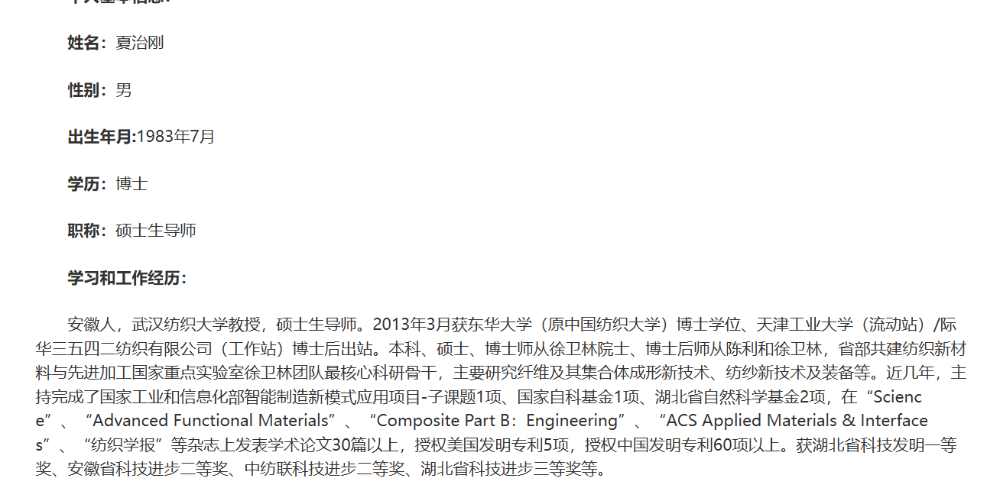 个人基本信息：
姓名：夏治刚
性别：男
出生年月:1983年7月
学历：博士
职称：硕士生导师
学习和工作经历：
安徽人，武汉纺织大学教授，硕士生导师。2013年3月获东华大学（原中国纺织大学）博士学位、天津工业大学（流动站）/际
华三五四二纺织有限公司（工作站）博士后出站。本科、硕士、博士师从徐卫林院士、博士后师从陈利和徐卫林，省部共建纺织新材
料与先进加工国家重点实验室徐卫林团队最核心科研骨干，主要研究纤维及其集合体成形新技术、纺纱新技术及装备等。近几年，主
持完成了国家工业和信息化部智能制造新模式应用项目-子课题1项、国家自科基金1项、湖北省自然科学基金2项，在“Scienc
e”、“Advanced Functional Materials”、“Composite Part B：Engineering”、“ACS Applied Materials & Interface
s”、“纺织学报”等杂志上发表学术论文30篇以上，授权美国发明专利5项，授权中国发明专利60项以上。获湖北省科技发明一等
奖、安徽省科技进步二等奖、中纺联科技进步二等奖、湖北省科技进步三等奖等。